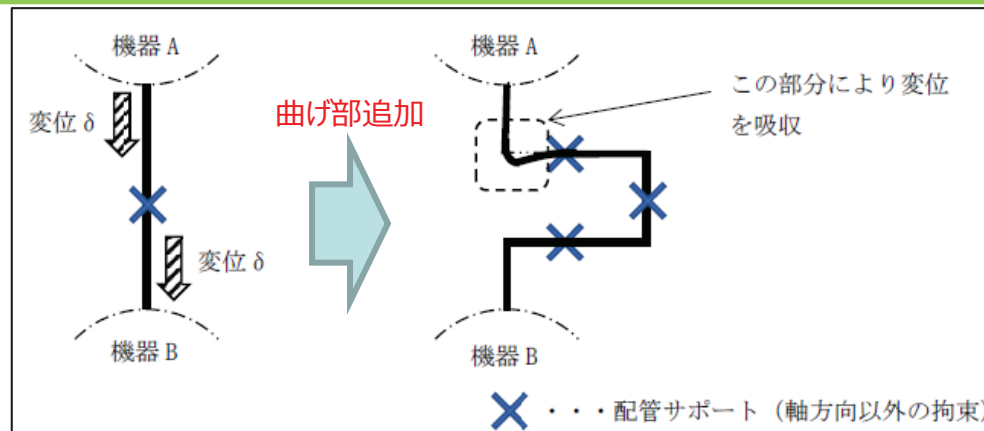 機器 A
変位 δ
変位 δ
機器 B
曲げ部追加
機器 A
この部分により変位
を吸収
機器 B
・・・配管サポート（軸方向以外の拘束）